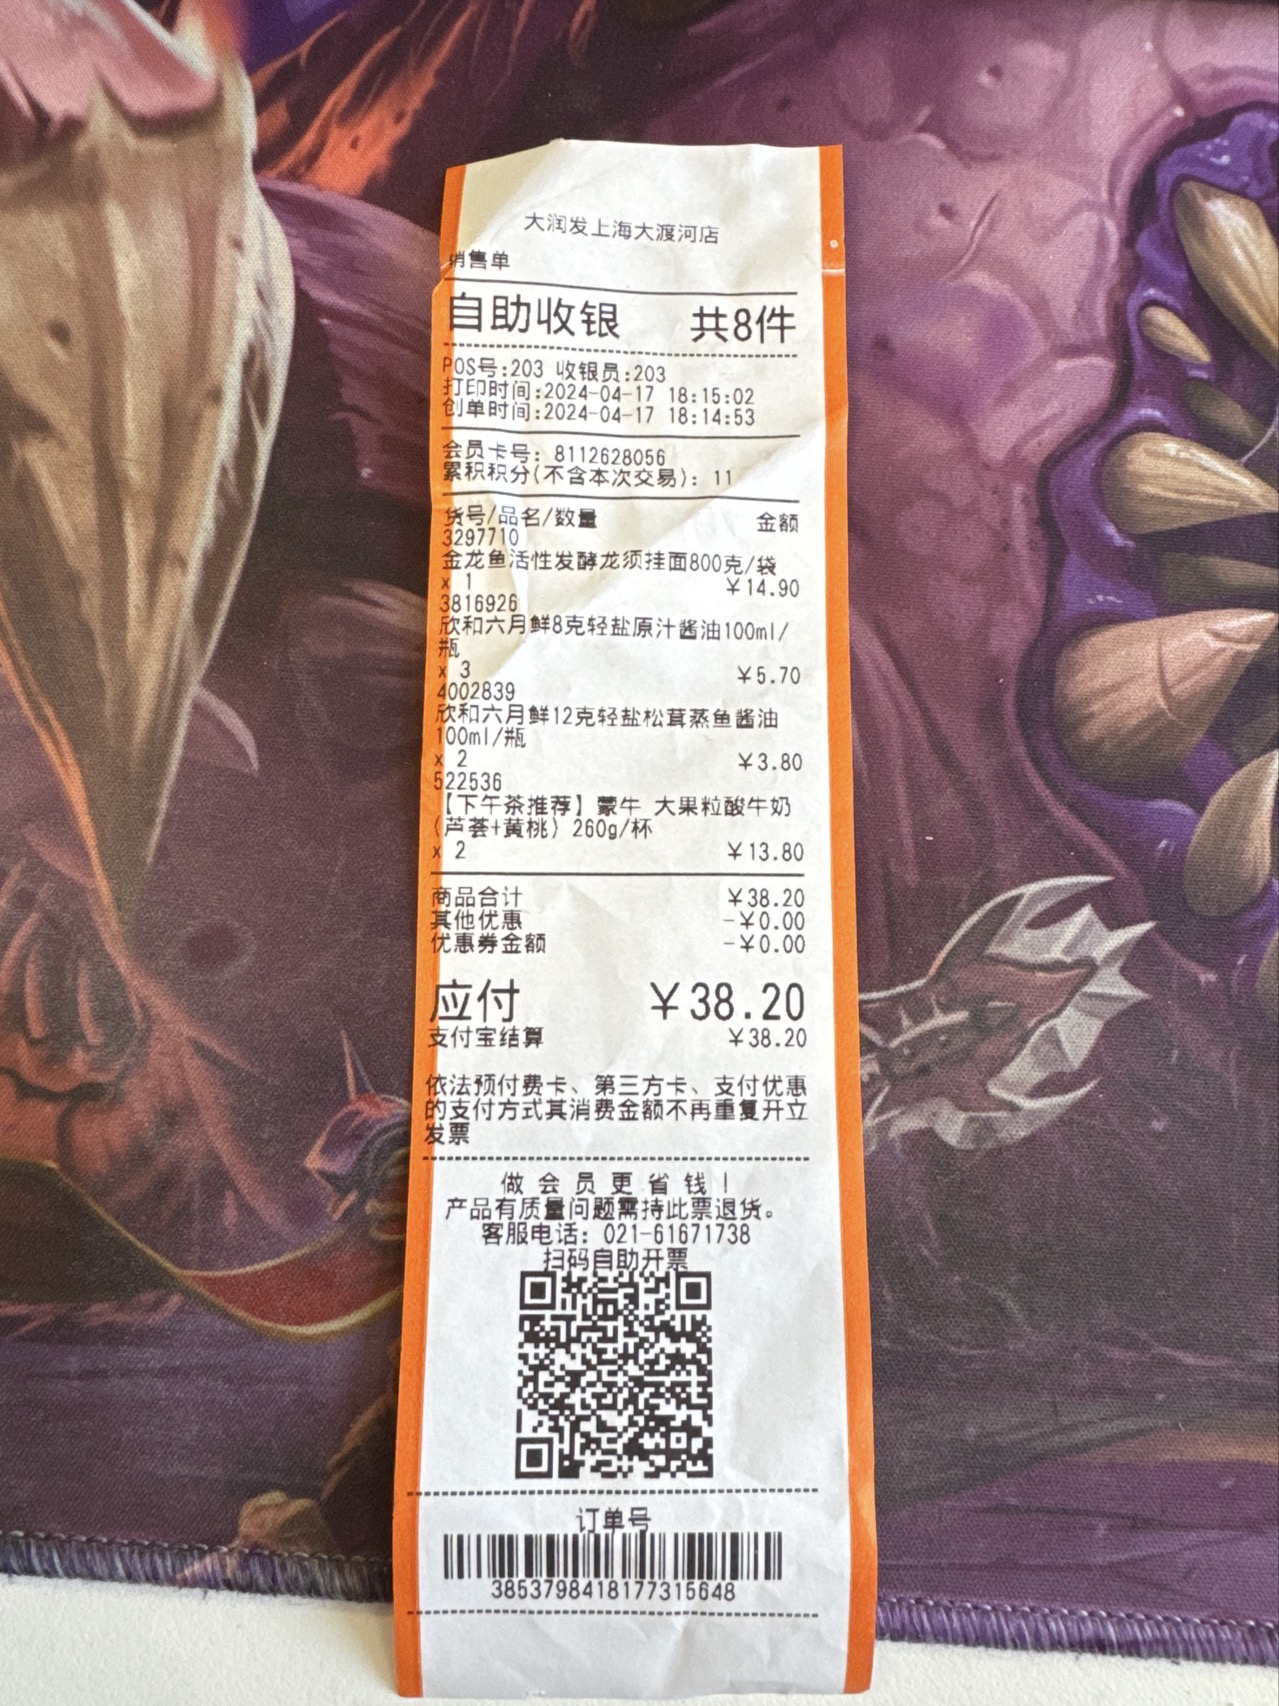 大润发上海大渡河店
销售单
自助收银 共8件
POS号:203 收银员:203
打印时间:2024-04-17 18:15:02
创单时间:2024-04-17 18:14:53
会员卡号: 8112628056
累积积分(不含本次交易): 11
货号/品名/数量 金额
3297710
金龙鱼活性发酵龙须挂面800克/袋
x 1 ￥14.90
3816926
欣和六月鲜8克轻盐原汁酱油100ml/
瓶
x 3 ￥5.70
4002839
欣和六月鲜12克轻盐松茸蒸鱼酱油
100ml/瓶
x 2 ￥3.80
522536
【下午茶推荐】蒙牛 大果粒酸牛奶
(芦荟+黄桃) 260g/杯
x 2 ￥13.80
商品合计 ￥38.20
其他优惠 -￥0.00
优惠券金额 -￥0.00
应付 ￥38.20
支付宝结算 ￥38.20
依法预付费卡、第三方卡、支付优惠
的支付方式其消费金额不再重复开立
发票
做会员更省钱!
产品有质量问题需持此票退货。
客服电话: 021-61671738
扫码自助开票
订单号
3853798418177315648